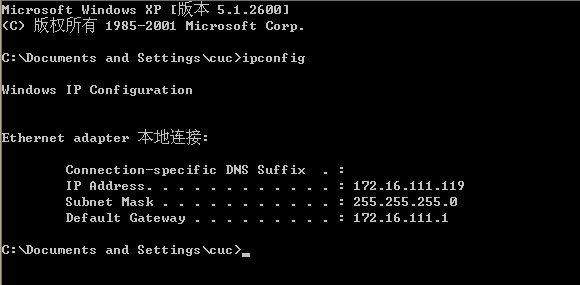 Microsoft Windows XP [版本 5.1.2600]
(C) 版权所有 1985-2001 Microsoft Corp.
C:\Documents and Settings\cuc>ipconfig
Windows IP Configuration
Ethernet adapter 本地连接:
Connection-specific DNS Suffix  . :
IP Address. . . . . . . . . . . . : 172.16.111.119
Subnet Mask . . . . . . . . . . . : 255.255.255.0
Default Gateway . . . . . . . . . : 172.16.111.1
C:\Documents and Settings\cuc>_